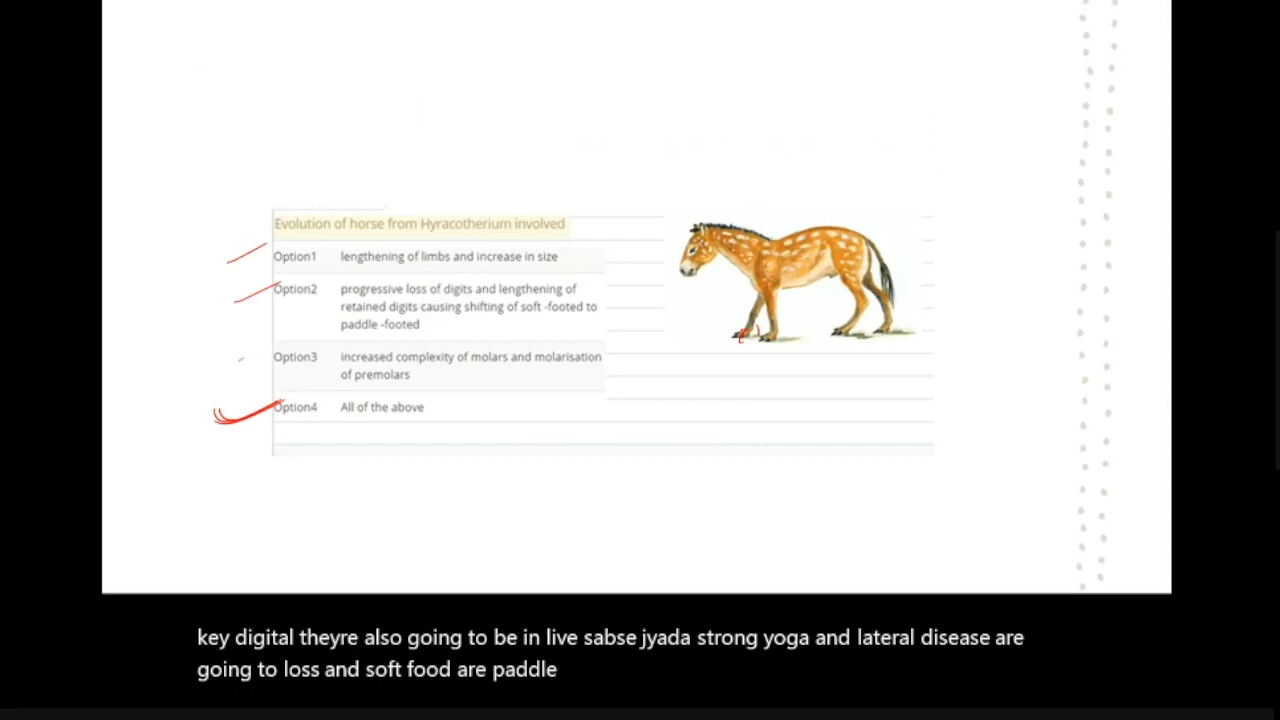 Evolution of horse from Hyracotherium involved
Option1 lengthening of limbs and increase in size
Option2 progressive loss of digits and lengthening of
retained digits causing shifting of soft -footed to
paddle -footed
Option3 increased complexity of molars and molarisation
of premolars
Option4 All of the above
key digital theyre also going to be in live sabse jyada strong yoga and lateral disease are
going to loss and soft food are paddle